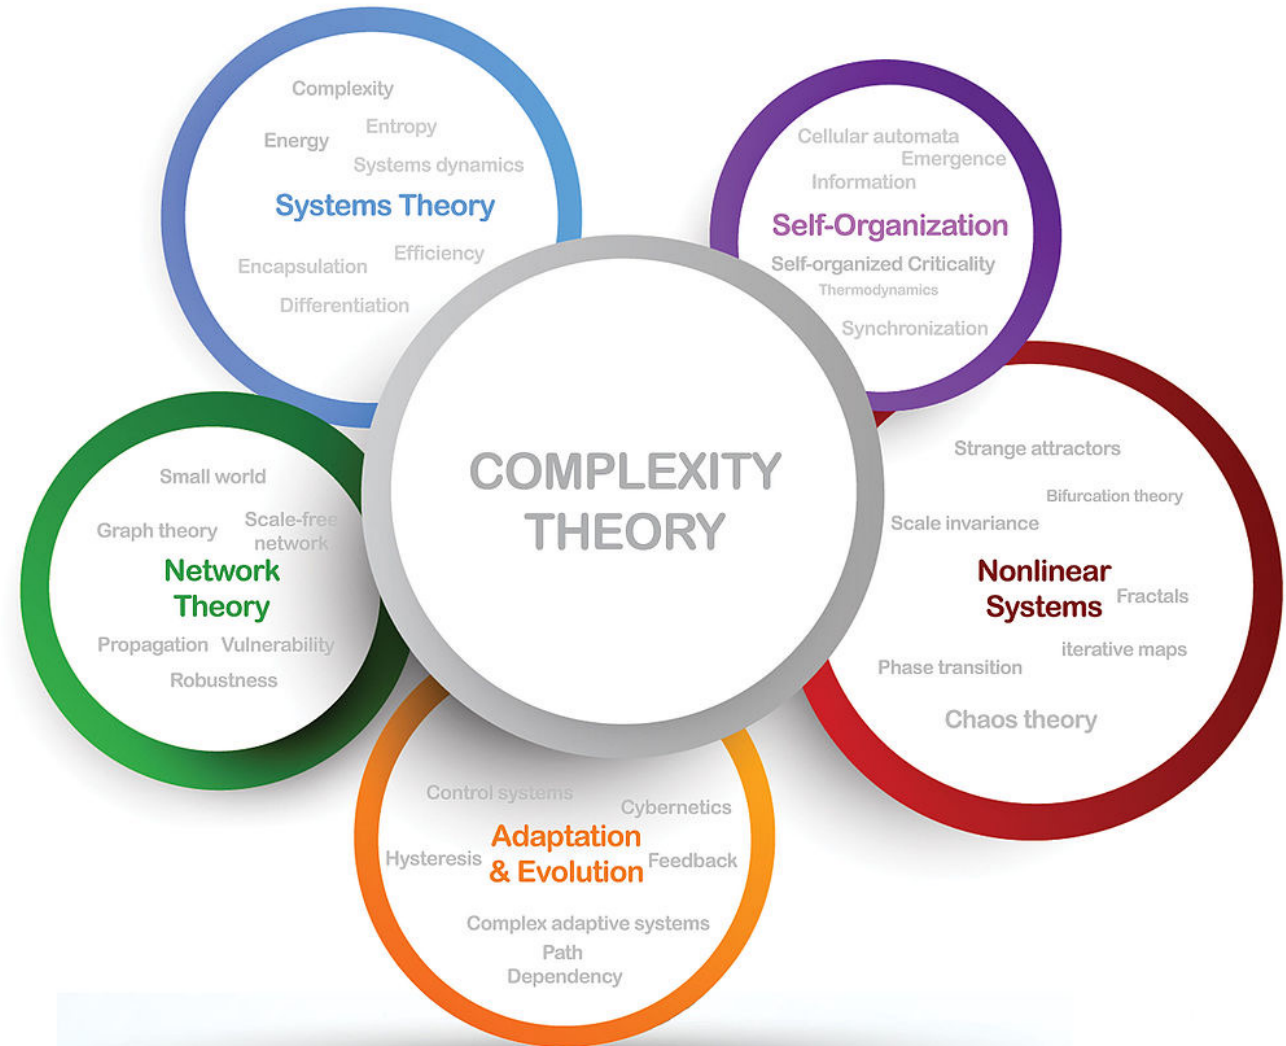 Complexity
Entropy
Energy
Systems dynamics
Systems Theory
Efficiency
Encapsulation
Differentiation
Cellular automata
Emergence
Information
Self-Organization
Self-organized Criticality
Thermodynamics
Synchronization
COMPLEXITY
THEORY
Small world
Graph theory
Scale-free
network
Network
Theory
Propagation
Vulnerability
Robustness
Strange attractors
Bifurcation theory
Scale invariance
Nonlinear
Systems
Fractals
iterative maps
Phase transition
Chaos theory
Control systems
Cybernetics
Adaptation
& Evolution
Hysteresis
Feedback
Complex adaptive systems
Path
Dependency